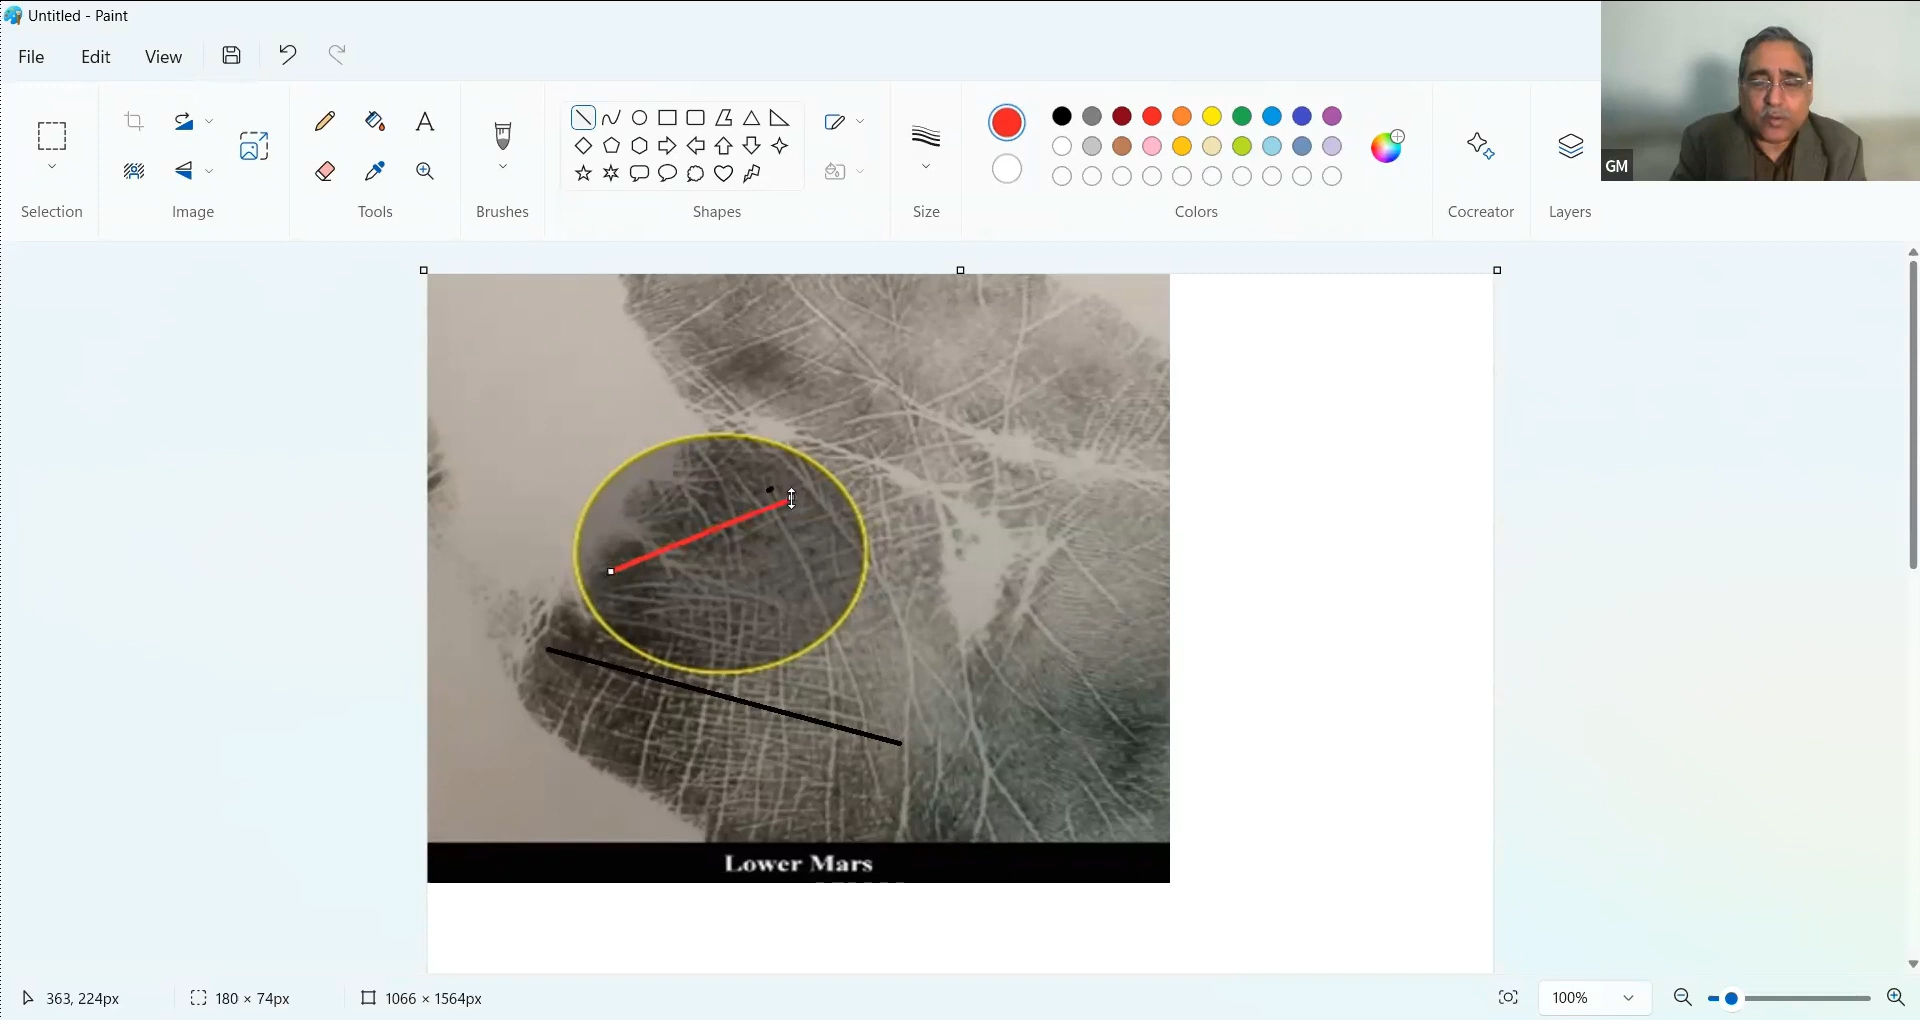 Untitled - Paint
File Edit View
GM
Selection Image Tools Brushes Shapes Size Colors Cocreator Layers
Lower Mars
363, 224px 180 × 74px 1066 × 1564px 100%